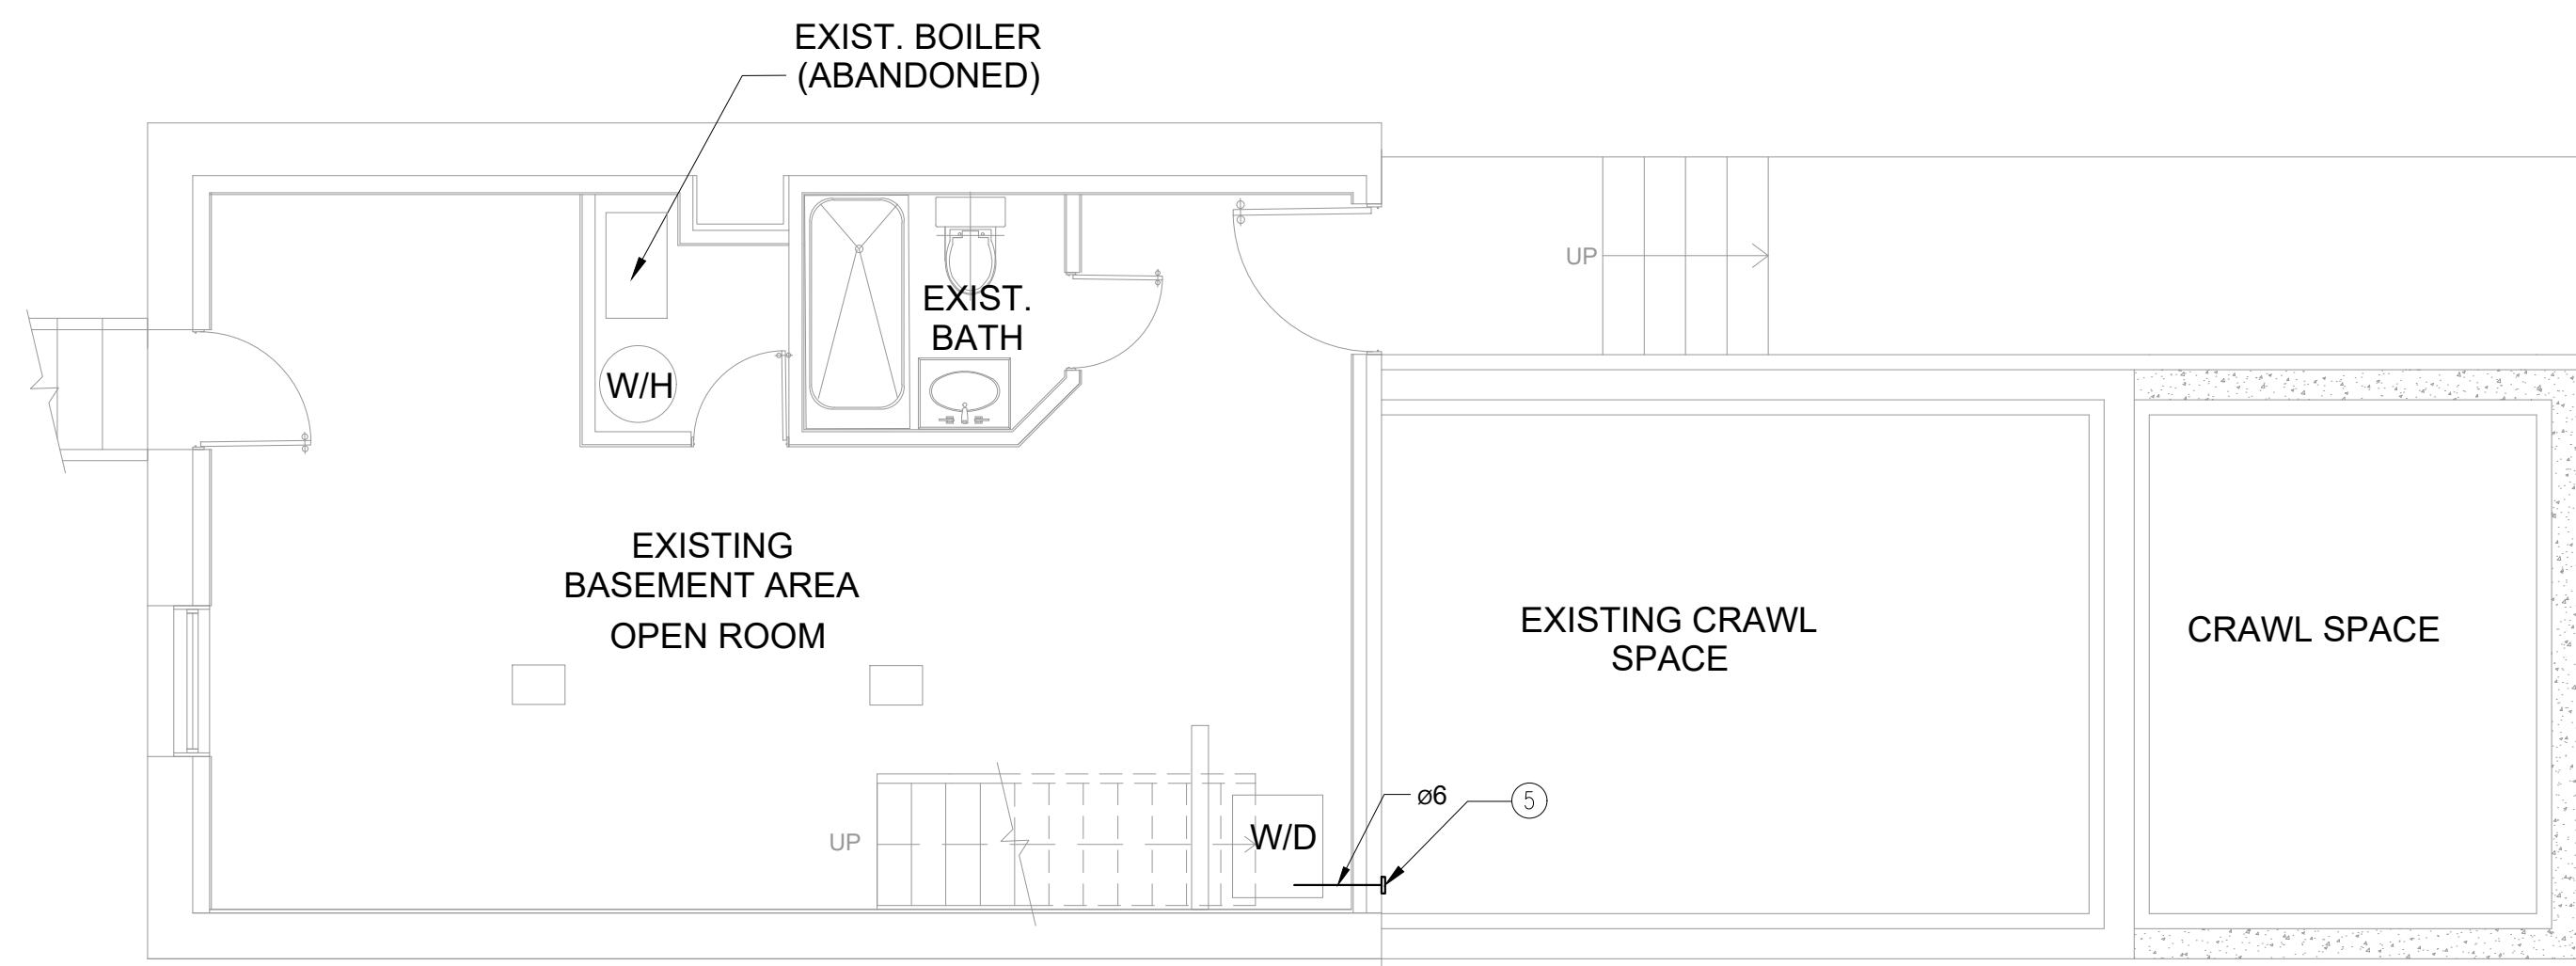 EXIST. BOILER
(ABANDONED)
UP
EXIST.
BATH
W/H
EXISTING
BASEMENT AREA
OPEN ROOM
EXISTING CRAWL
SPACE
CRAWL SPACE
ø6
5
UP
W/D